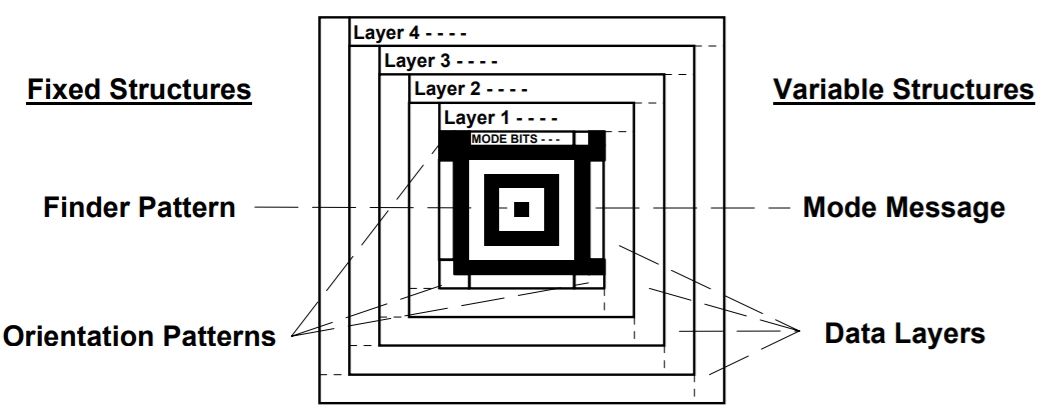 Layer 4 - - - -
Layer 3 - - - -
Fixed Structures
Variable Structures
Layer 2 - - - -
Layer 1 - - - -
MODE BITS - - -
Finder Pattern
Mode Message
Orientation Patterns
Data Layers